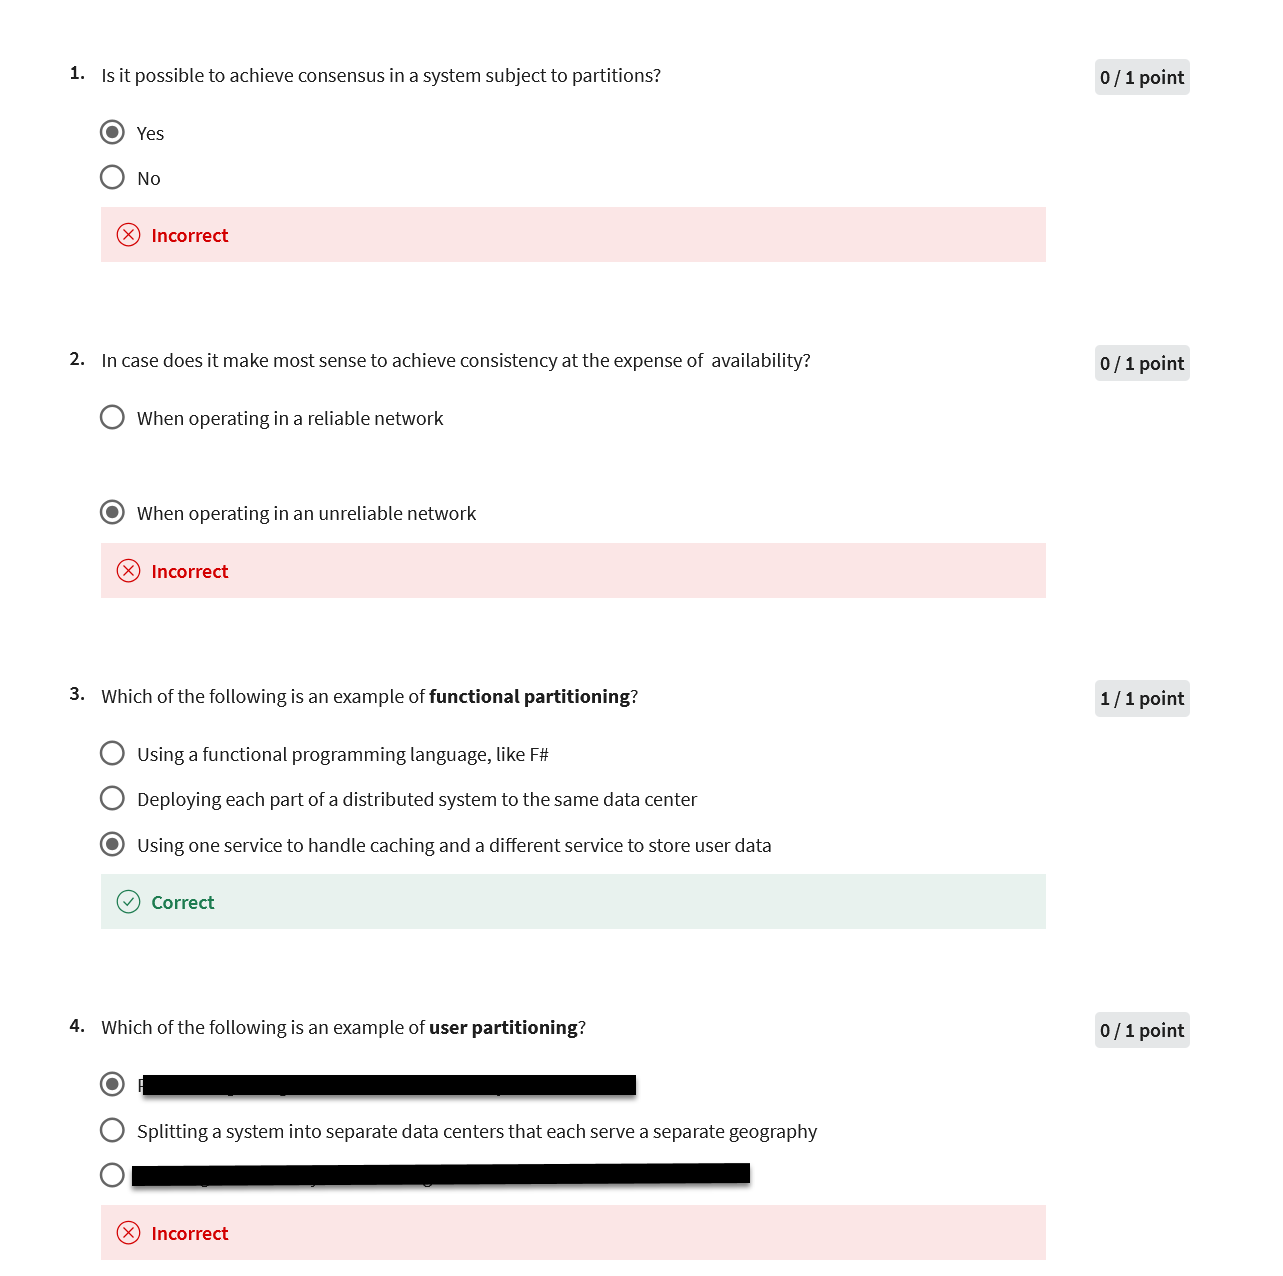 1. Is it possible to achieve consensus in a system subject to partitions?
0 / 1 point
Yes
No
Incorrect
2. In case does it make most sense to achieve consistency at the expense of  availability?
0 / 1 point
When operating in a reliable network
When operating in an unreliable network
Incorrect
3. Which of the following is an example of functional partitioning?
1 / 1 point
Using a functional programming language, like F#
Deploying each part of a distributed system to the same data center
Using one service to handle caching and a different service to store user data
Correct
4. Which of the following is an example of user partitioning?
0 / 1 point
Splitting a system into separate data centers that each serve a separate geography
Incorrect